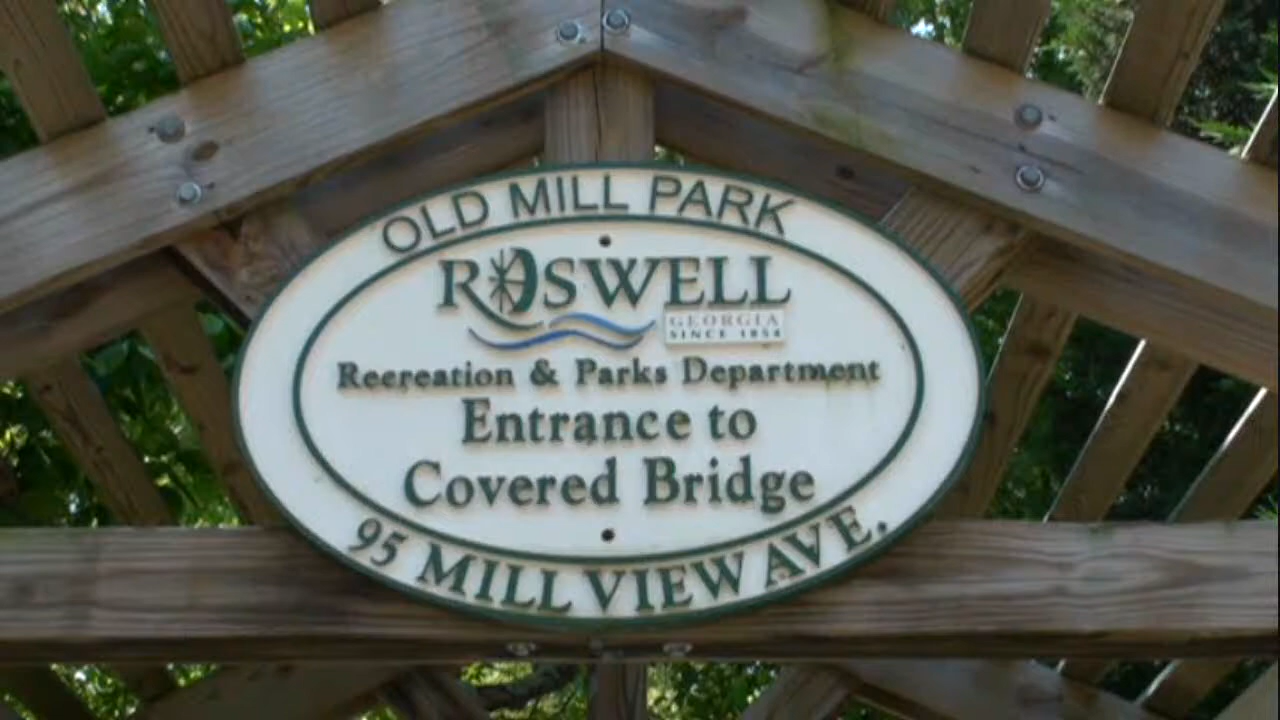 OLD MILL PARK
ROSWELL
GEORGIA
SINCE 1854
Recreation & Parks Department
Entrance to
Covered Bridge
95 MILL VIEW AVE.